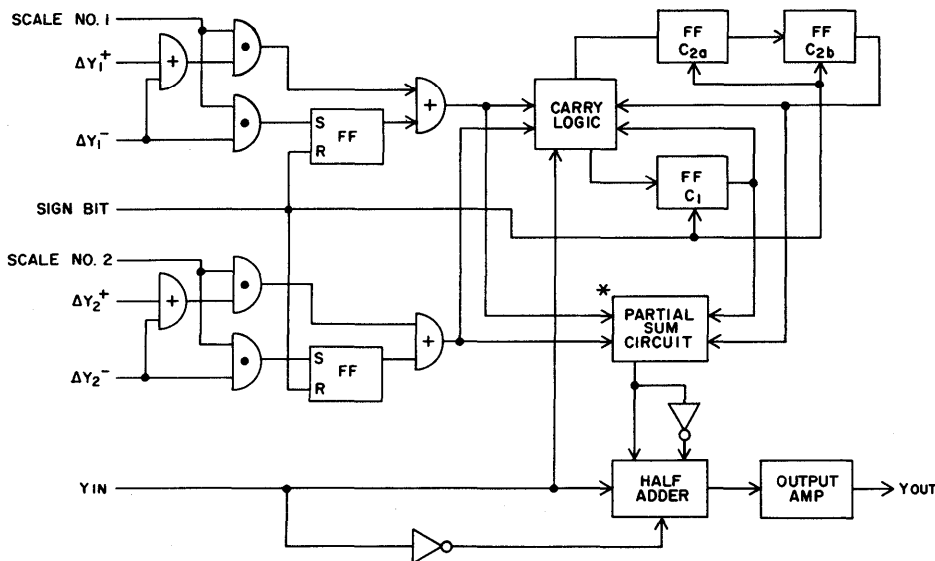 SCALE NO. 1
ΔY₁⁺
ΔY₁⁻
+
•
•
S
R
FF
+
CARRY
LOGIC
FF
C₂ₐ
FF
C₂b
FF
C₁
SIGN BIT
SCALE NO. 2
ΔY₂⁺
ΔY₂⁻
+
•
•
S
R
FF
+
*
PARTIAL
SUM
CIRCUIT
Y IN
HALF
ADDER
OUTPUT
AMP
YOUT